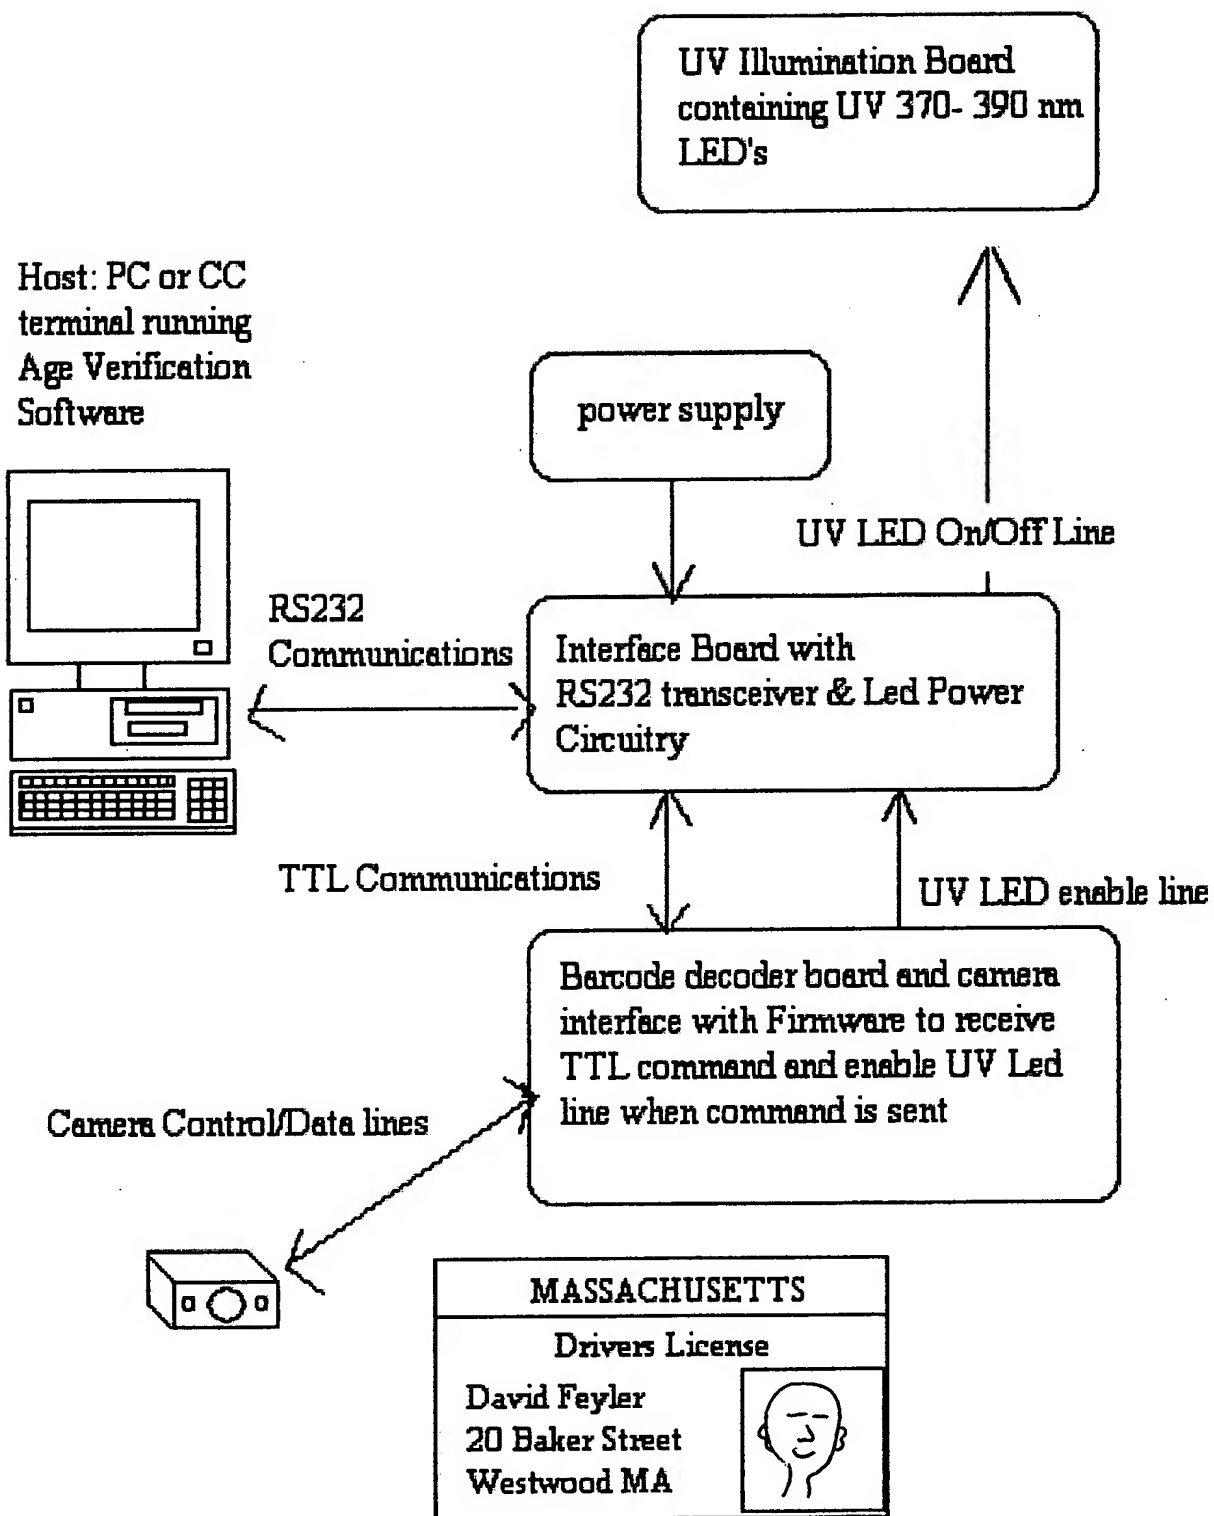 UV Illumination Board
containing UV 370- 390 nm
LED's
Host: PC or CC
terminal running
Age Verification
Software
power supply
UV LED On/Off Line
RS232
Communications
Interface Board with
RS232 transceiver & Led Power
Circuitry
TTL Communications
UV LED enable line
Barcode decoder board and camera
interface with Firmware to receive
TTL command and enable UV Led
line when command is sent
Camera Control/Data lines
MASSACHUSETTS
Drivers License
David Feyler
20 Baker Street
Westwood MA